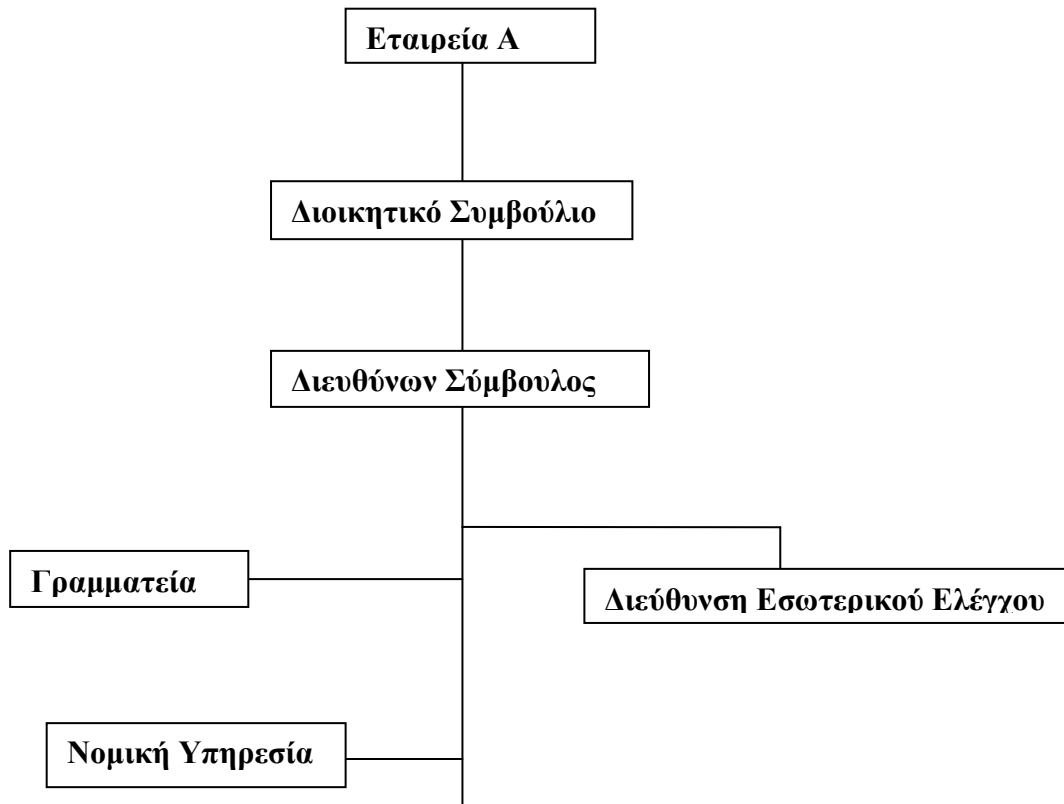 Εταιρεία Α
Διοικητικό Συμβούλιο
Διευθύνων Σύμβουλος
Γραμματεία
Διεύθυνση Εσωτερικού Ελέγχου
Νομική Υπηρεσία